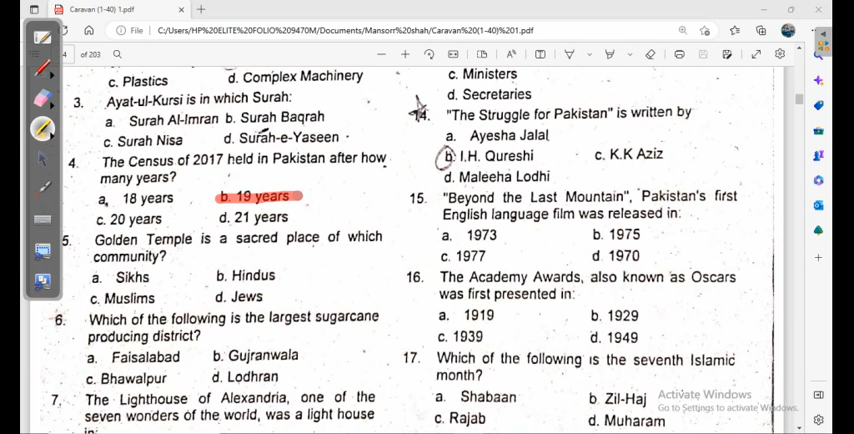 Caravan (1-40) 1.pdf
File
C:/Users/HP%20ELITE%20FOLIO%209470M/Documents/Mansorr%20shah/Caravan%20(1-40)%201.pdf
4 of 203
c. Plastics d. Complex Machinery
3. Ayat-ul-Kursi is in which Surah:
a. Surah Al-Imran b. Surah Baqrah
c. Surah Nisa d. Surah-e-Yaseen
4. The Census of 2017 held in Pakistan after how
many years?
a. 18 years b. 19 years
c. 20 years d. 21 years
5. Golden Temple is a sacred place of which
community?
a. Sikhs b. Hindus
c. Muslims d. Jews
6. Which of the following is the largest sugarcane
producing district?
a. Faisalabad b. Gujranwala
c. Bhawalpur d. Lodhran
7. The Lighthouse of Alexandria, one of the
seven wonders of the world, was a light house
in:
c. Ministers
d. Secretaries
14. "The Struggle for Pakistan" is written by
a. Ayesha Jalal
b. I.H. Qureshi c. K.K Aziz
d. Maleeha Lodhi
15. "Beyond the Last Mountain", Pakistan's first
English language film was released in:
a. 1973 b. 1975
c. 1977 d 1970
16. The Academy Awards, also known as Oscars
was first presented in:
a. 1919 b. 1929
c. 1939 d. 1949
17. Which of the following is the seventh Islamic
month?
a. Shabaan b Zil-Haj
c. Rajab d. Muharam
Activate Windows
Go to Settings to activate Windows.